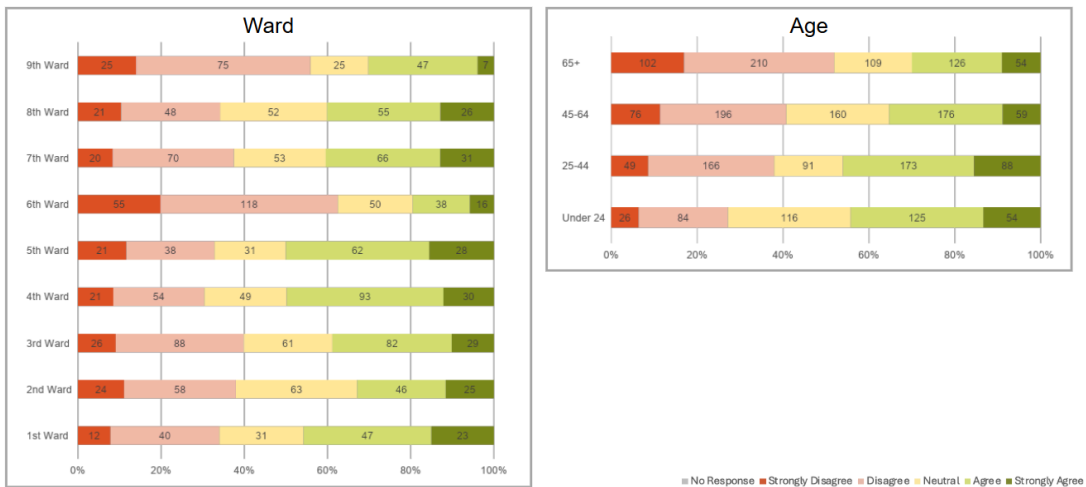 Ward
9th Ward 25 75 25 47 7
8th Ward 21 48 52 55 26
7th Ward 20 70 53 66 31
6th Ward 55 118 50 38 16
5th Ward 21 38 31 62 28
4th Ward 21 54 49 93 30
3rd Ward 26 88 61 82 29
2nd Ward 24 58 63 46 25
1st Ward 12 40 31 47 23
0% 20% 40% 60% 80% 100%
Age
65+ 102 210 109 126 54
45-64 76 196 160 176 59
25-44 49 166 91 173 88
Under 24 26 84 116 125 54
0% 20% 40% 60% 80% 100%
No Response Strongly Disagree Disagree Neutral Agree Strongly Agree